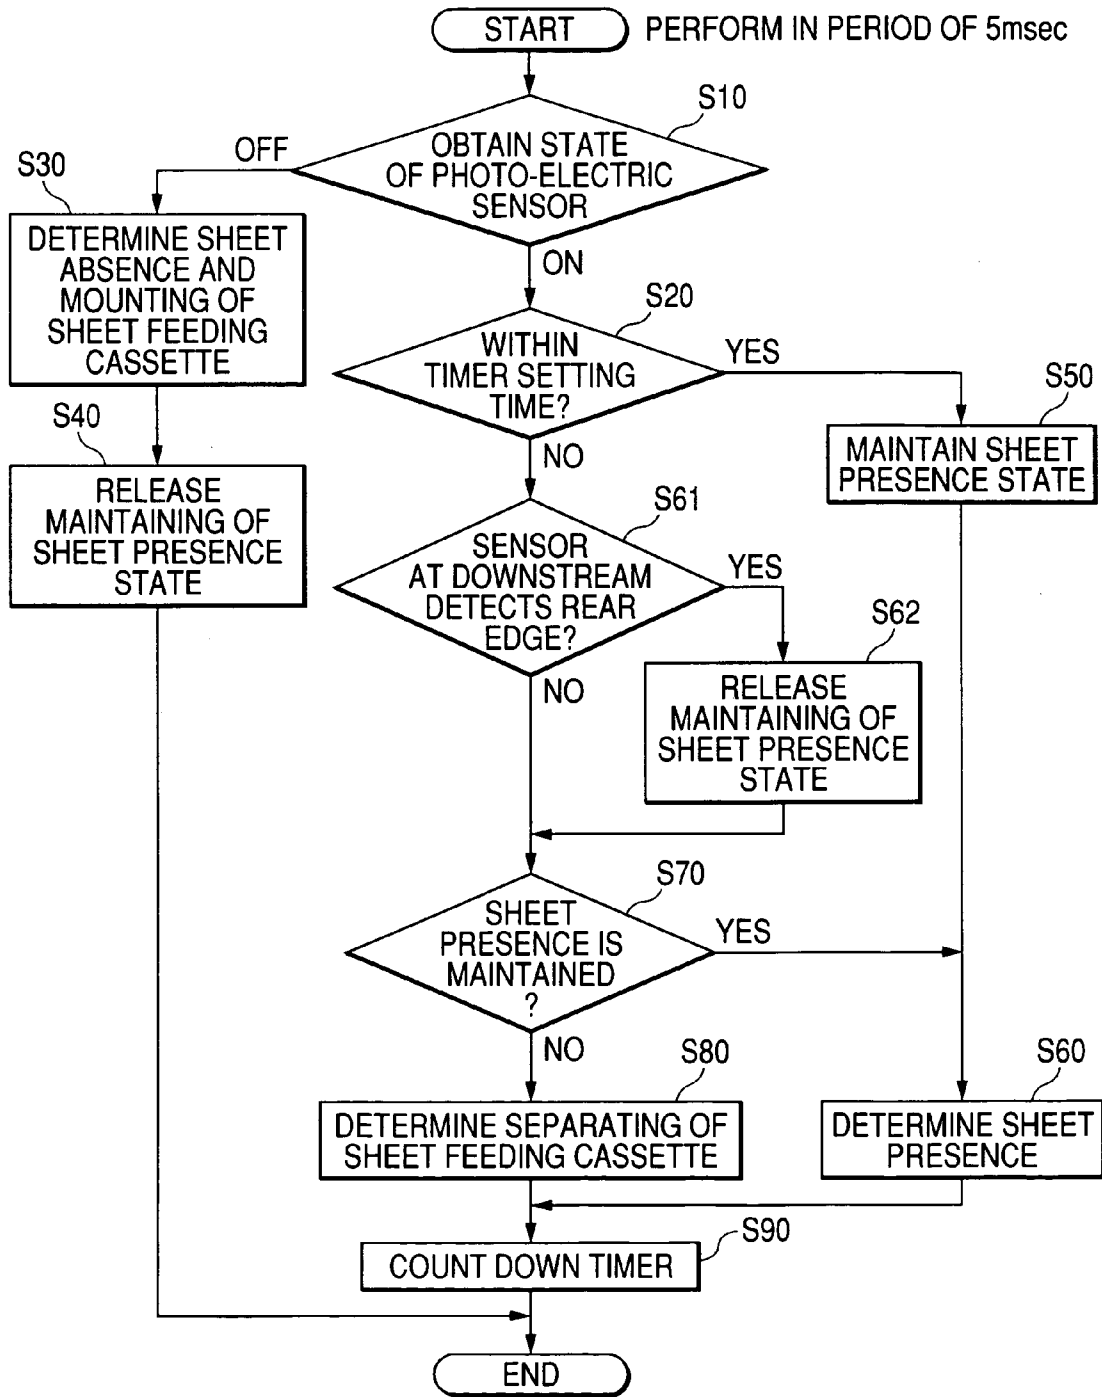 START
PERFORM IN PERIOD OF 5msec
S10
OBTAIN STATE
OF PHOTO-ELECTRIC
SENSOR
OFF
ON
S30
DETERMINE SHEET
ABSENCE AND
MOUNTING OF
SHEET FEEDING
CASSETTE
S20
WITHIN
TIMER SETTING
TIME?
YES
NO
S50
MAINTAIN SHEET
PRESENCE STATE
S40
RELEASE
MAINTAINING OF
SHEET PRESENCE
STATE
S61
SENSOR
AT DOWNSTREAM
DETECTS REAR
EDGE?
YES
NO
S62
RELEASE
MAINTAINING OF
SHEET PRESENCE
STATE
S70
SHEET
PRESENCE IS
MAINTAINED
?
YES
NO
S80
DETERMINE SEPARATING OF
SHEET FEEDING CASSETTE
S60
DETERMINE SHEET
PRESENCE
S90
COUNT DOWN TIMER
END